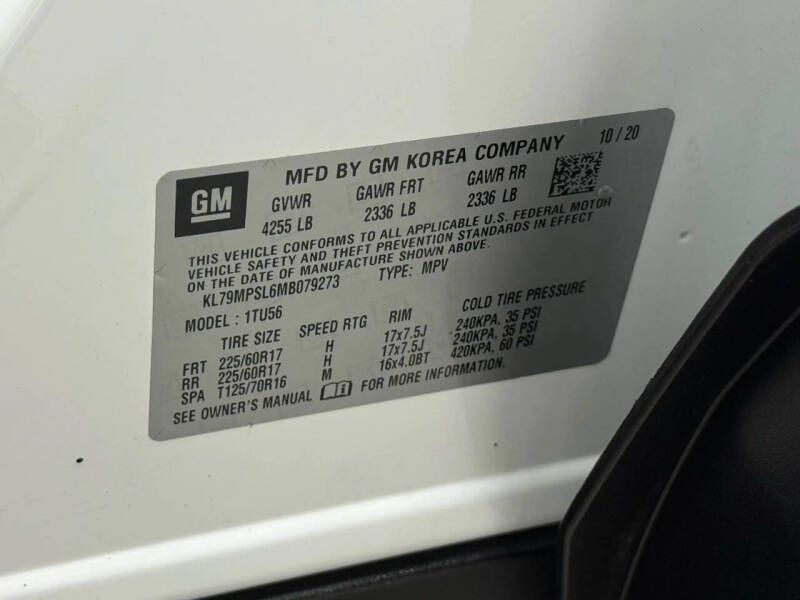 GM
MFD BY GM KOREA COMPANY 10/20
GVWR GAWR FRT GAWR RR
4255 LB 2336 LB 2336 LB
THIS VEHICLE CONFORMS TO ALL APPLICABLE U.S. FEDERAL MOTOR
VEHICLE SAFETY AND THEFT PREVENTION STANDARDS IN EFFECT
ON THE DATE OF MANUFACTURE SHOWN ABOVE.
KL79MPSL6MB079273 TYPE: MPV
MODEL : 1TU56
TIRE SIZE SPEED RTG RIM COLD TIRE PRESSURE
FRT 225/60R17 H 17x7.5J 240KPA, 35 PSI
RR 225/60R17 H 17x7.5J 240KPA, 35 PSI
SPA T125/70R16 M 16x4.0BT 420KPA, 60 PSI
SEE OWNER'S MANUAL FOR MORE INFORMATION.